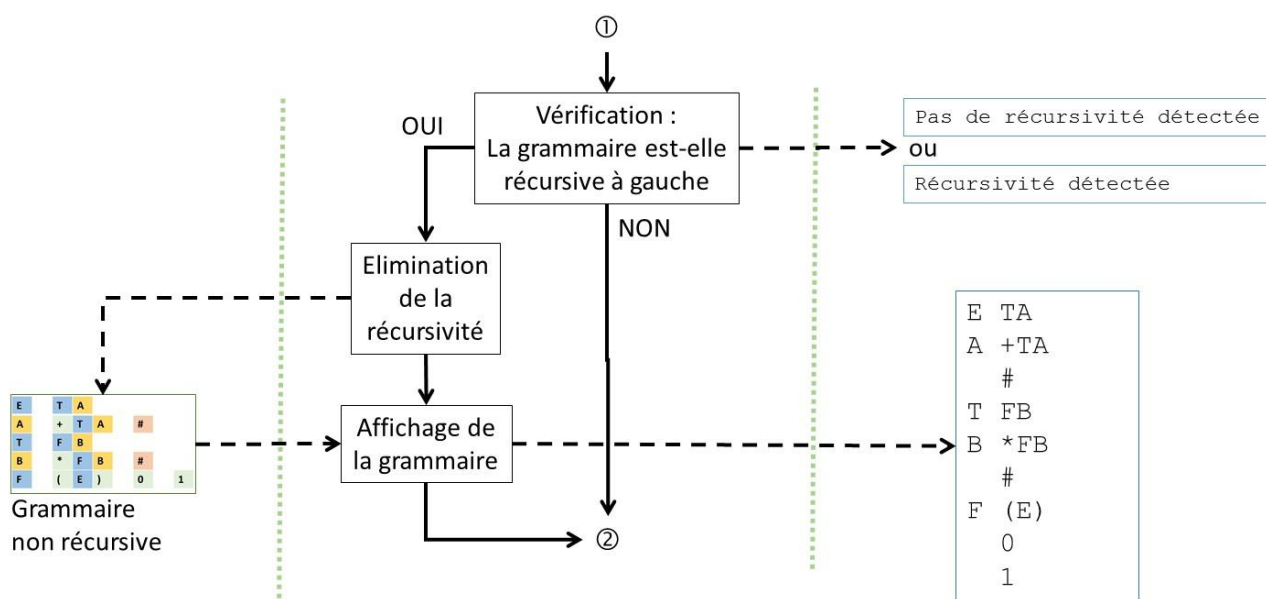 ①
Vérification :
La grammaire est-elle
récursive à gauche
OUI
NON
Pas de récursivité détectée
ou
Récursivité détectée
Elimination
de la
récursivité
E T A
A + T A #
T F B
B * F B #
F ( E ) 0 1
Grammaire
non récursive
Affichage de
la grammaire
②
E TA
A +TA
#
T FB
B *FB
#
F (E)
0
1